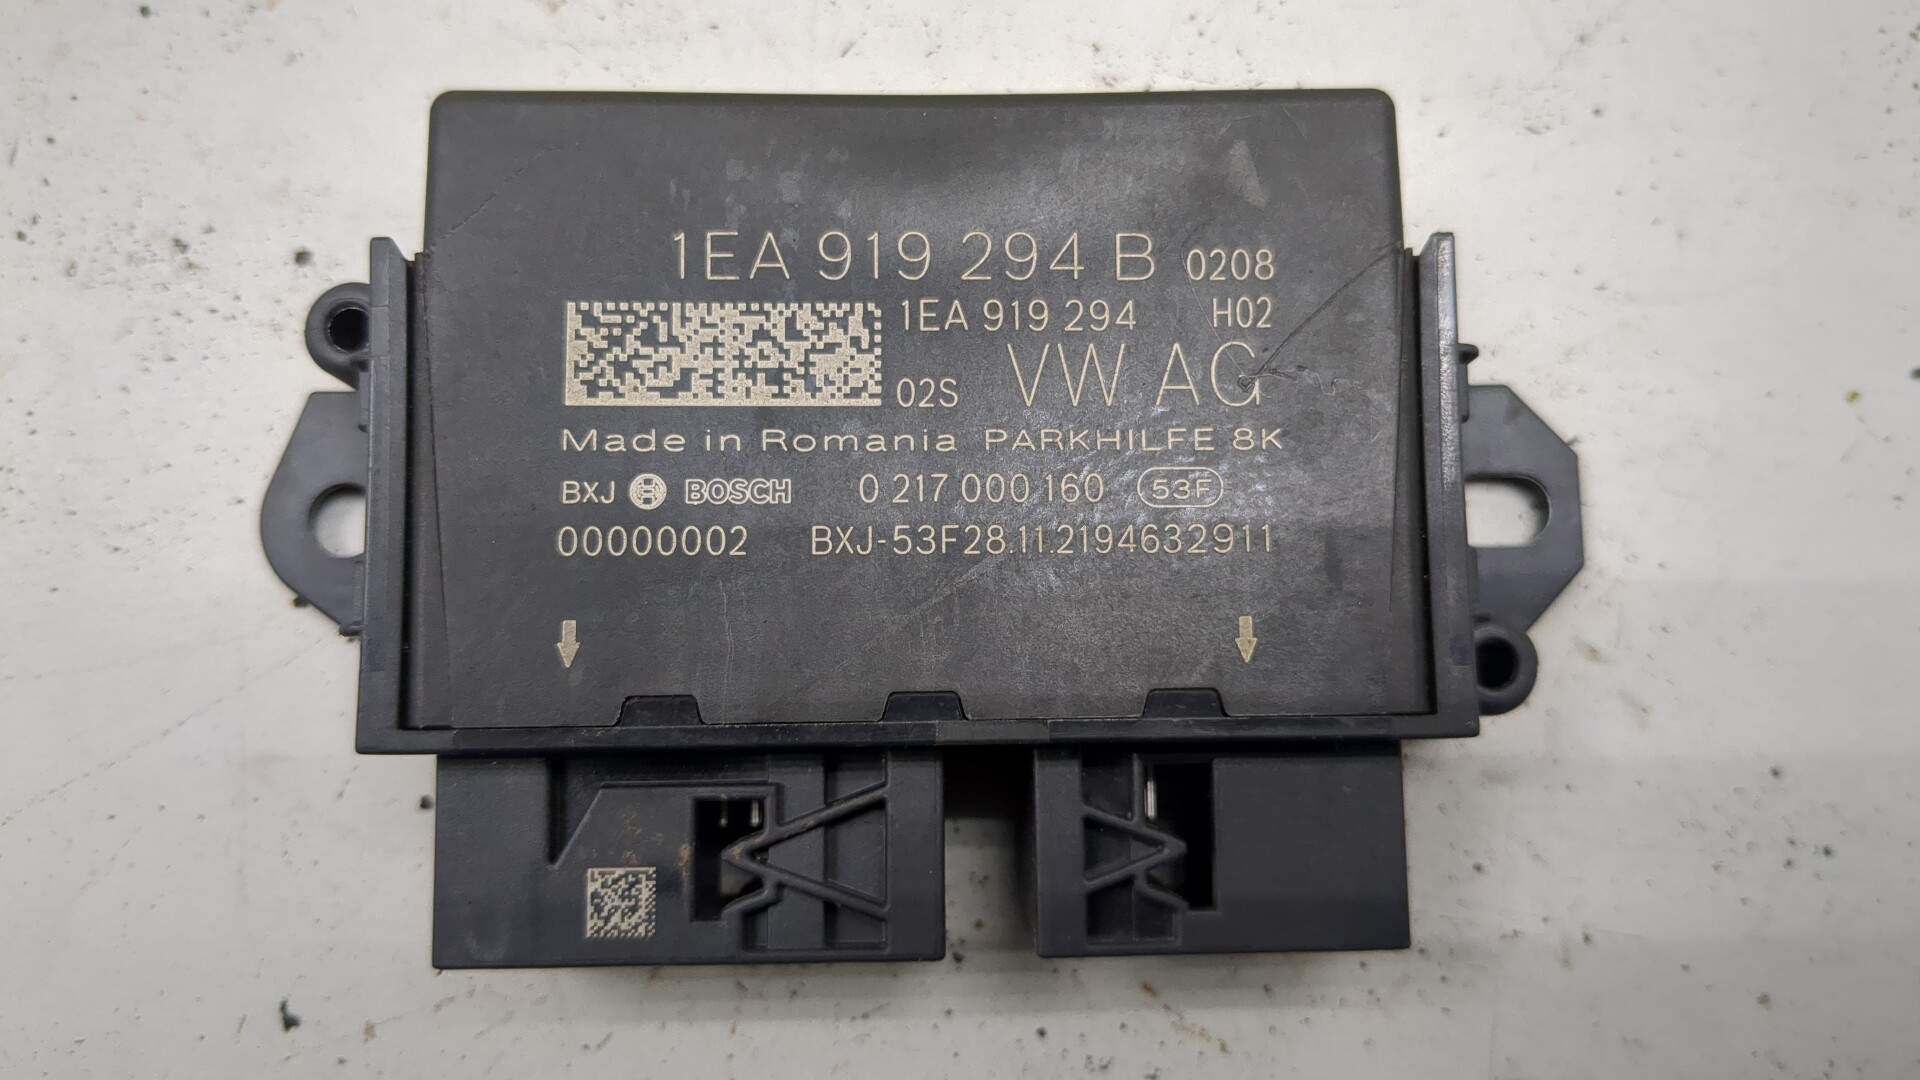 1EA 919 294 B 0208
1EA 919 294 H02
02S VW AG
Made in Romania PARKHILFE 8K
BXJ BOSCH 0 217 000 160 53F
00000002 BXJ-53F28.11.2194632911